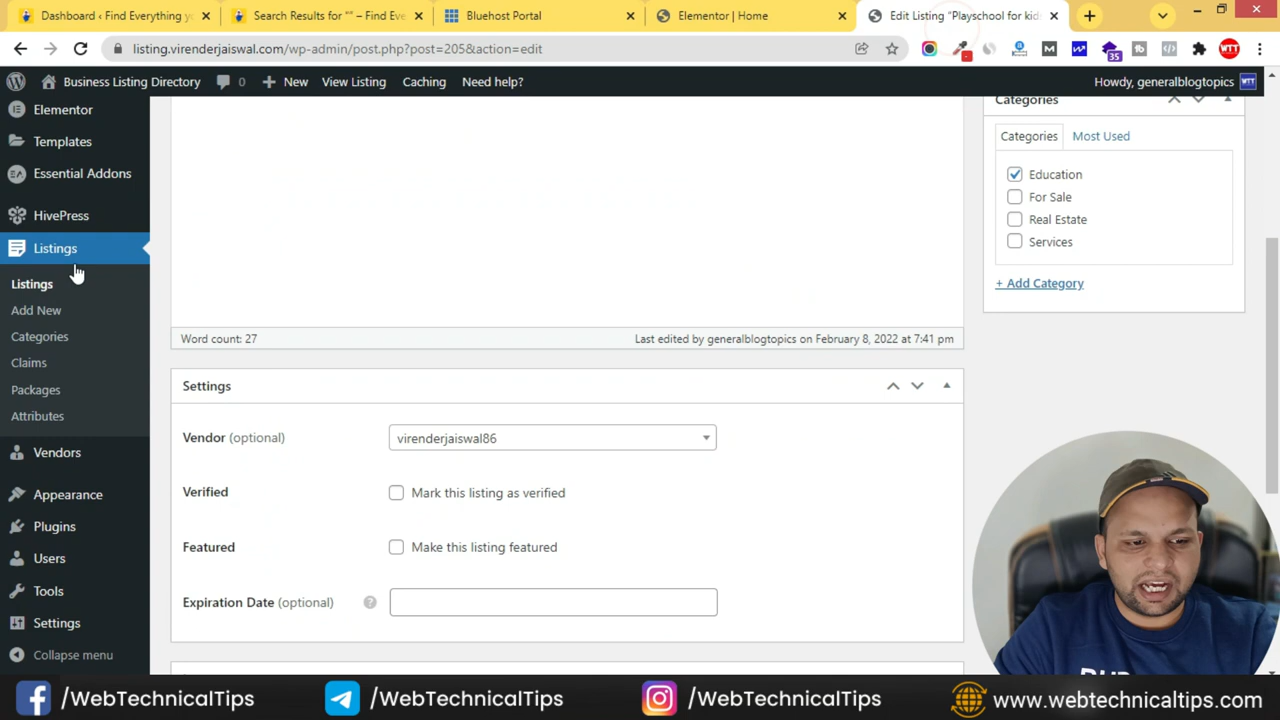 Dashboard ‹ Find Everything yo
Search Results for "" – Find Eve
Bluehost Portal
Elementor | Home
Edit Listing "Playschool for kids
listing.virenderjaiswal.com/wp-admin/post.php?post=205&action=edit
35
WTT
Business Listing Directory
0
New
View Listing
Caching
Need help?
Howdy, generalblogtopics
WTT
Elementor
Templates
Essential Addons
HivePress
Listings
Listings
Add New
Categories
Claims
Packages
Attributes
Vendors
Appearance
Plugins
Users
Tools
Settings
Collapse menu
Word count: 27
Last edited by generalblogtopics on February 8, 2022 at 7:41 pm
Settings
Vendor (optional)
virenderjaiswal86
Verified
Mark this listing as verified
Featured
Make this listing featured
Expiration Date (optional)
Categories
Categories
Most Used
Education
For Sale
Real Estate
Services
+ Add Category
/WebTechnicalTips
/WebTechnicalTips
/WebTechnicalTips
www.webtechnicaltips.com